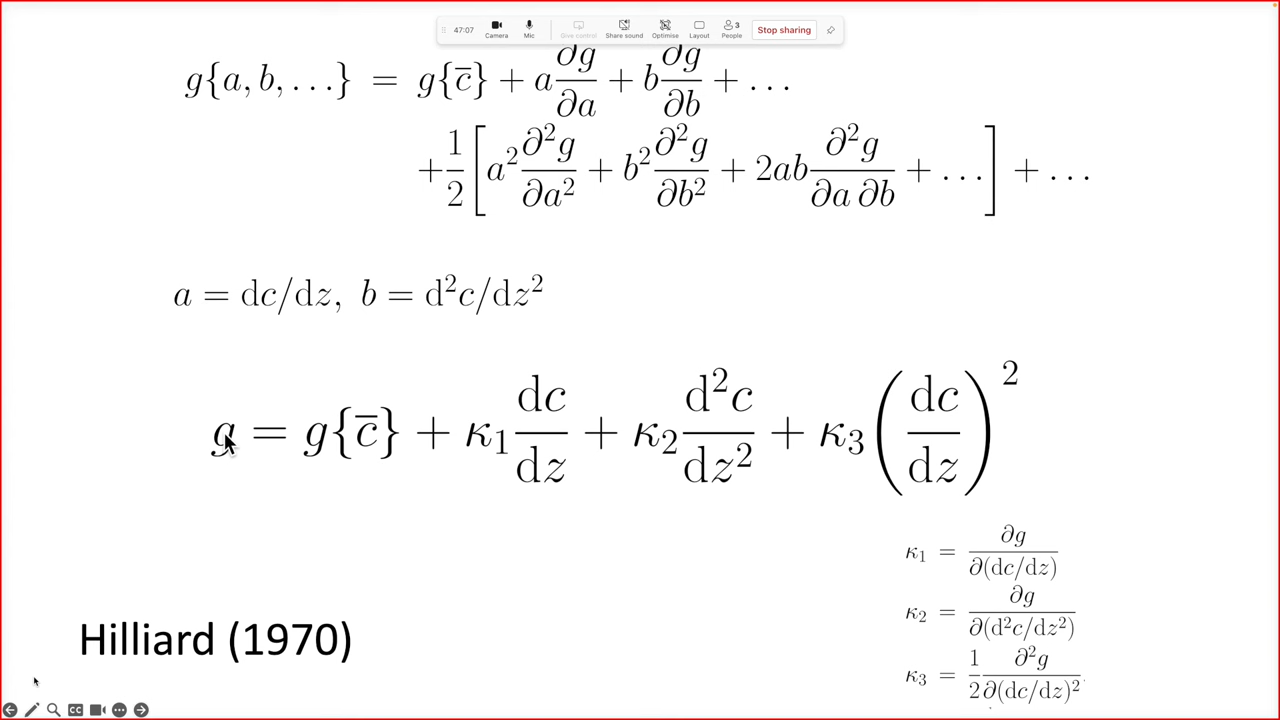 47:07 Camera Mic Give control Share sound Optimise Layout 3 People Stop sharing
g{a, b, …} = g{c̅} + a ∂g/∂a + b ∂g/∂b + …
+ 1/2 [a² ∂²g/∂a² + b² ∂²g/∂b² + 2ab ∂²g/∂a ∂b + …] + …
a = dc/dz, b = d²c/dz²
g = g{c̅} + κ₁ dc/dz + κ₂ d²c/dz² + κ₃ (dc/dz)²
κ₁ = ∂g/∂(dc/dz)
κ₂ = ∂g/∂(d²c/dz²)
κ₃ = 1/2 ∂²g/∂(dc/dz)²
Hilliard (1970)
CC